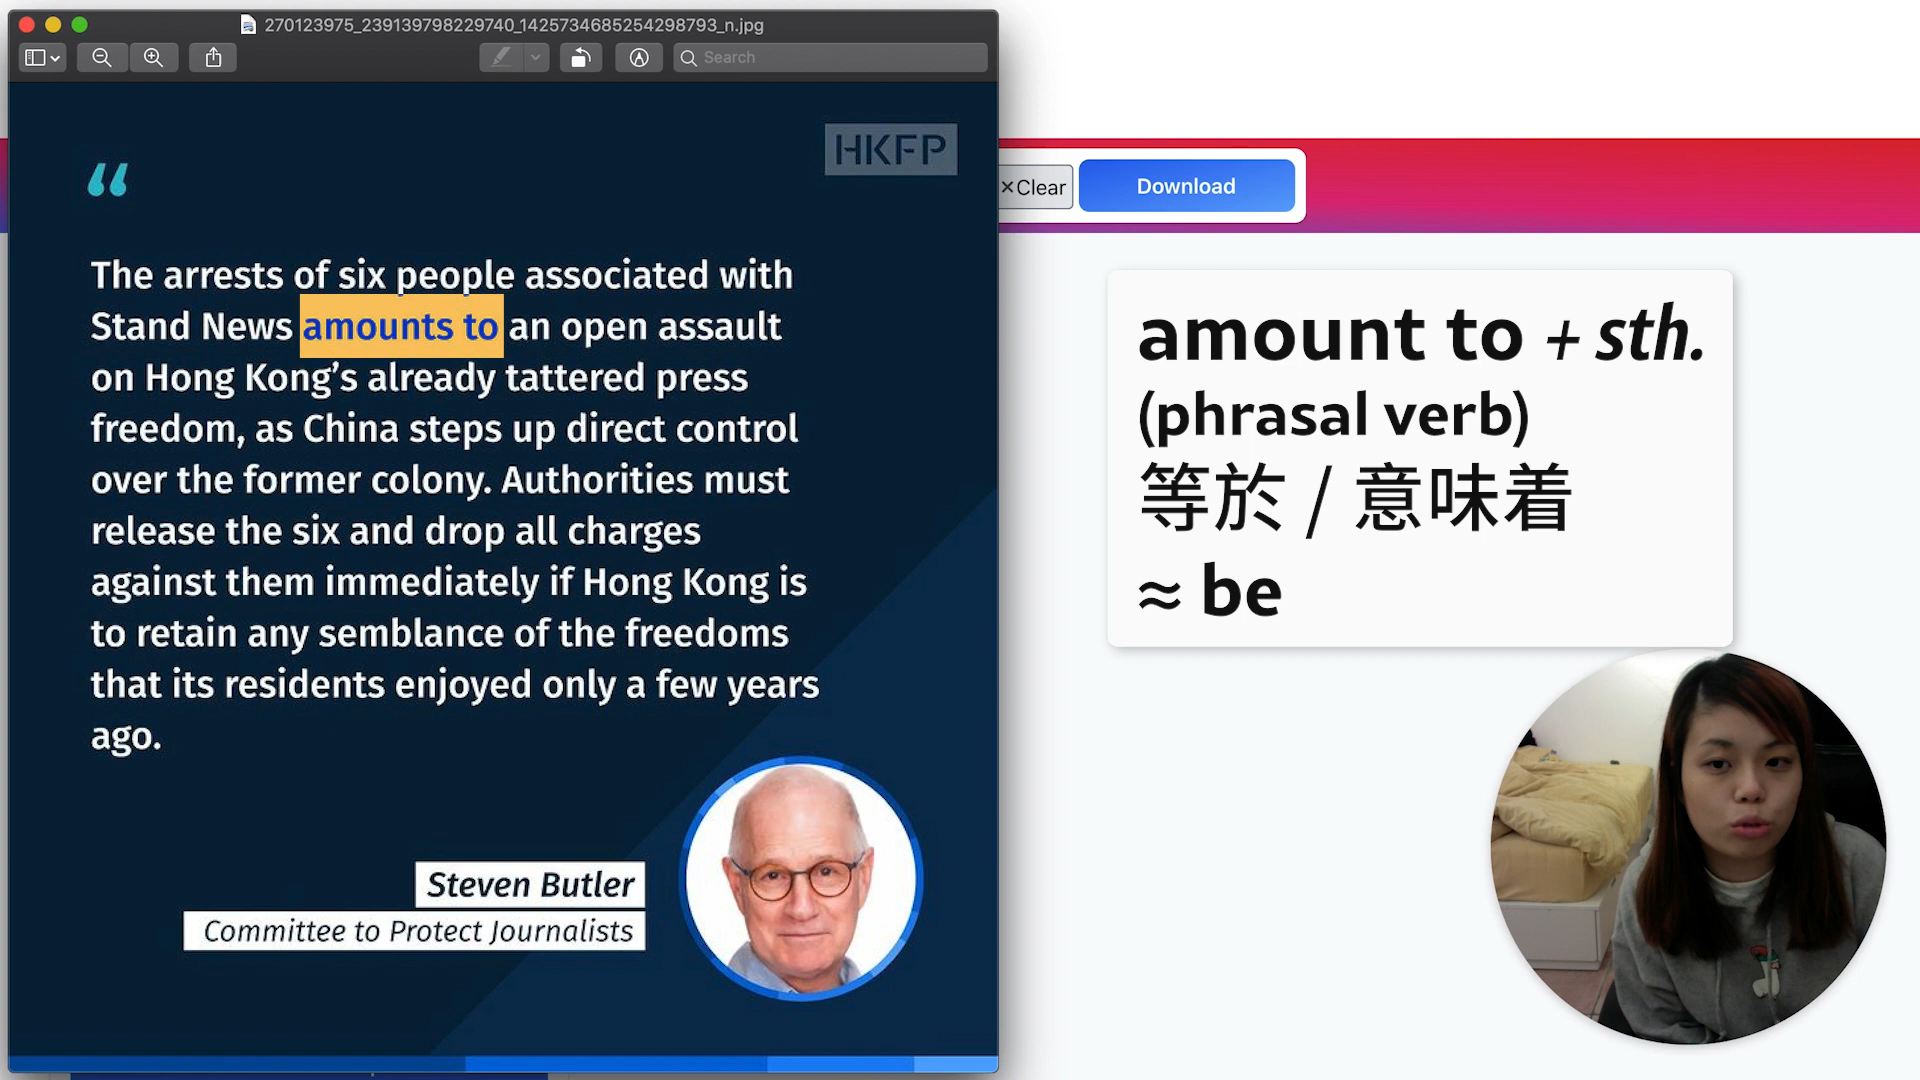 270123975_239139798229740_1425734685254298793_n.jpg
Search
HKFP
“
The arrests of six people associated with
Stand News amounts to an open assault
on Hong Kong’s already tattered press
freedom, as China steps up direct control
over the former colony. Authorities must
release the six and drop all charges
against them immediately if Hong Kong is
to retain any semblance of the freedoms
that its residents enjoyed only a few years
ago.
Steven Butler
Committee to Protect Journalists
×Clear
Download
amount to + sth.
(phrasal verb)
等於 / 意味着
≈ be